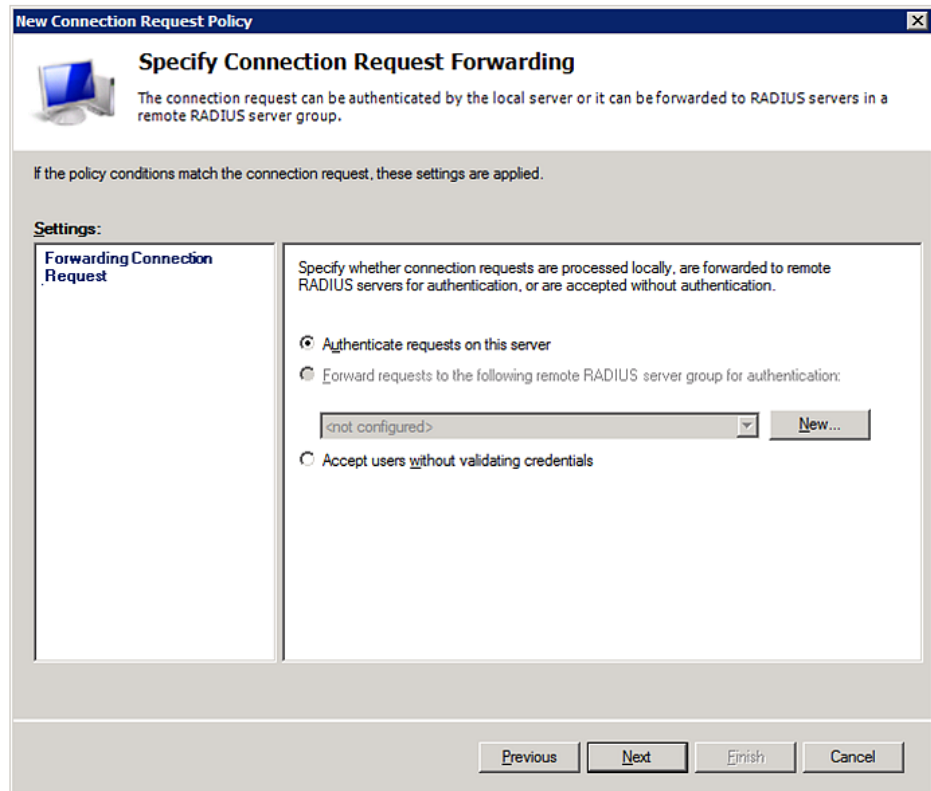 New Connection Request Policy
Specify Connection Request Forwarding
The connection request can be authenticated by the local server or it can be forwarded to RADIUS servers in a
remote RADIUS server group.
If the policy conditions match the connection request, these settings are applied.
Settings:
Forwarding Connection
Request
Specify whether connection requests are processed locally, are forwarded to remote
RADIUS servers for authentication, or are accepted without authentication.
Authenticate requests on this server
Forward requests to the following remote RADIUS server group for authentication:
<not configured>
New...
Accept users without validating credentials
Previous
Next
Finish
Cancel